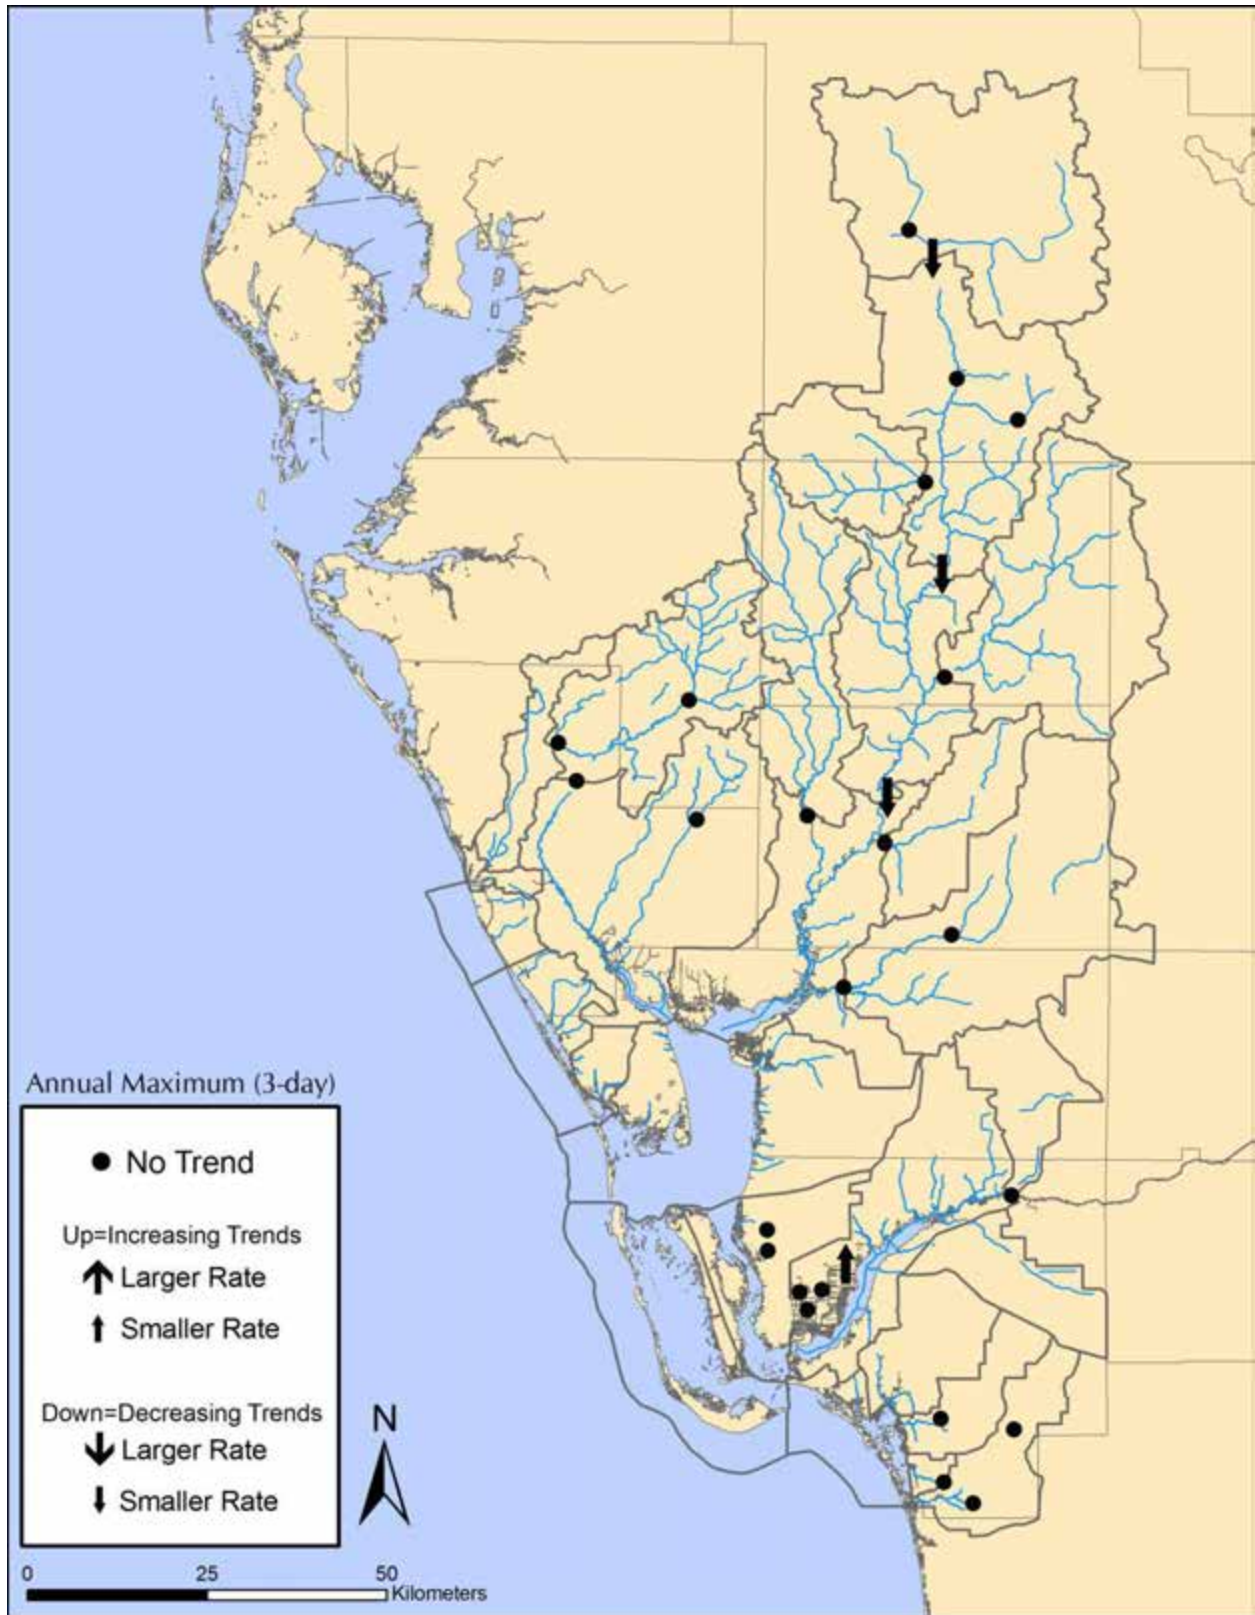 Annual Maximum (3-day)
No Trend
Up=Increasing Trends
Larger Rate
Smaller Rate
Down=Decreasing Trends
Larger Rate
Smaller Rate
N
0 25 50
Kilometers